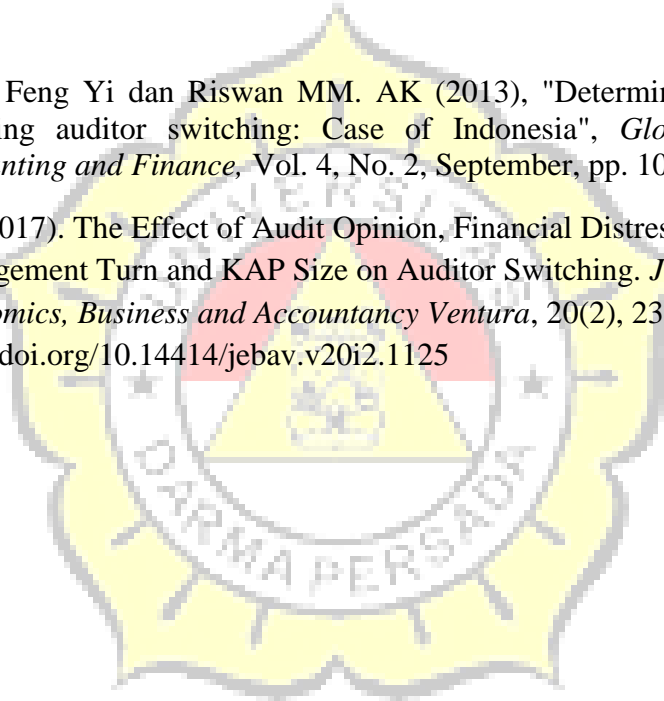 Feng Yi dan Riswan MM. AK (2013), "Determin
ing auditor switching: Case of Indonesia", Glo
nting and Finance, Vol. 4, No. 2, September, pp. 10
017). The Effect of Audit Opinion, Financial Distres
gement Turn and KAP Size on Auditor Switching. J
omics, Business and Accountancy Ventura, 20(2), 23
doi.org/10.14414/jebav.v20i2.1125
UNIVERSITAS
DARMA PERSADA